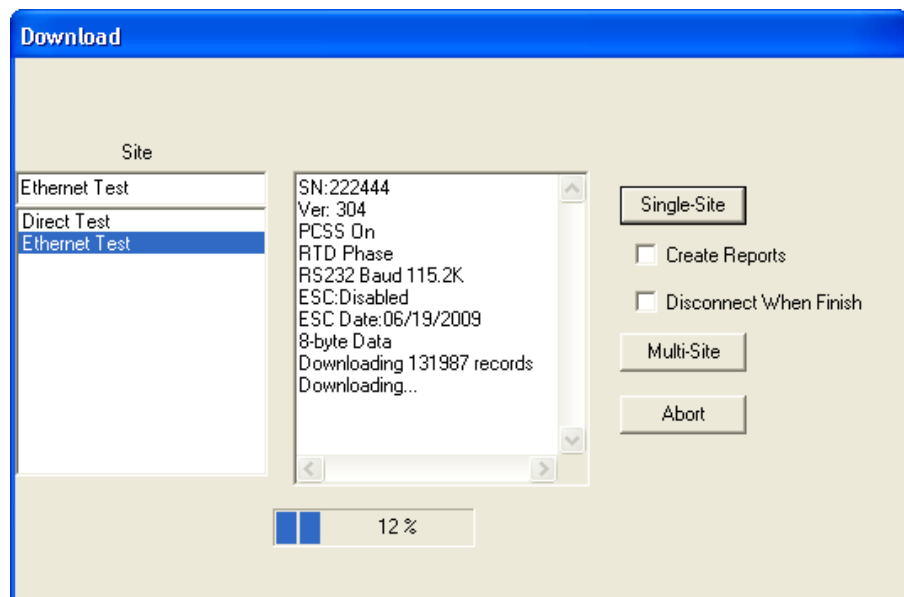 Download
Site
Ethernet Test
Direct Test
Ethernet Test
SN:222444
Ver: 304
PCSS On
RTD Phase
RS232 Baud 115.2K
ESC:Disabled
ESC Date:06/19/2009
8-byte Data
Downloading 131987 records
Downloading...
Single-Site
Create Reports
Disconnect When Finish
Multi-Site
Abort
12 %